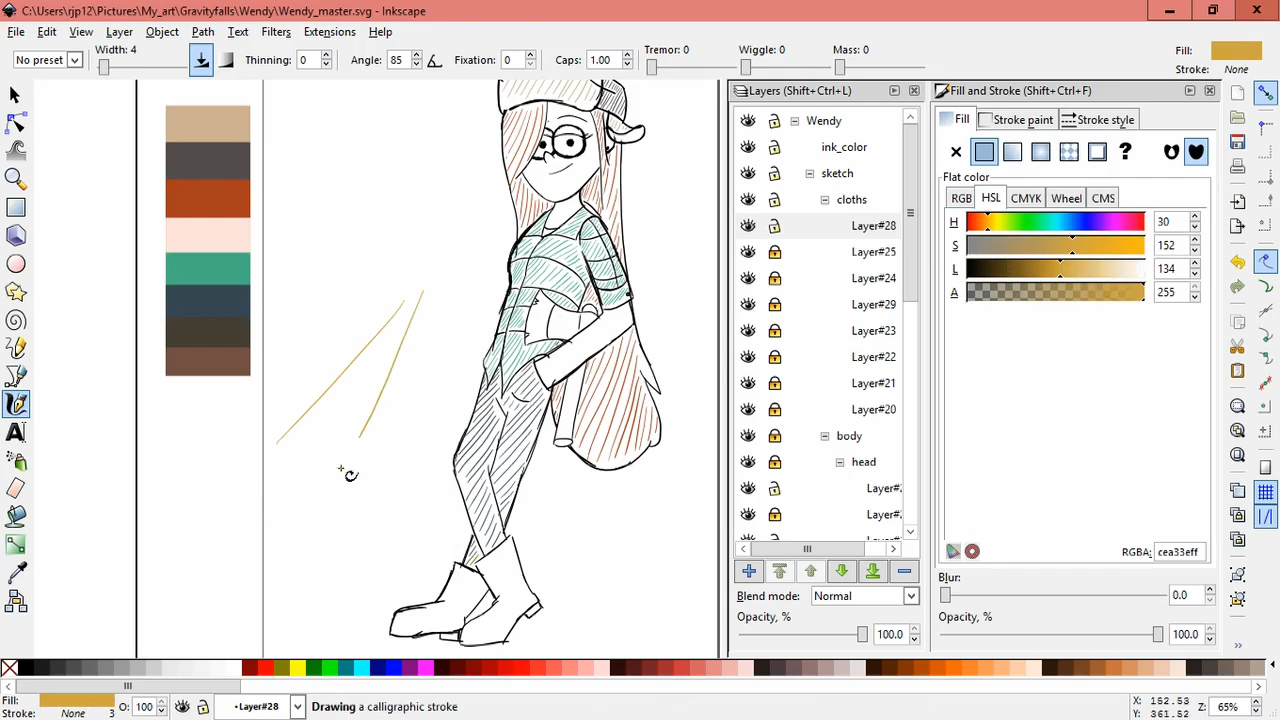 C:\Users\rjp12\Pictures\My_art\Gravityfalls\Wendy\Wendy_master.svg - Inkscape
File Edit View Layer Object Path Text Filters Extensions Help
No preset Width: 4 Thinning: 0 Angle: 85 Fixation: 0 Caps: 1.00 Tremor: 0 Wiggle: 0 Mass: 0 Fill: Stroke: None
Layers (Shift+Ctrl+L)
Wendy
ink_color
sketch
cloths
Layer#28
Layer#25
Layer#24
Layer#29
Layer#23
Layer#22
Layer#21
Layer#20
body
head
Layer#
Layer#
Blend mode: Normal
Opacity, %
100.0
Fill and Stroke (Shift+Ctrl+F)
Fill Stroke paint Stroke style
?
Flat color
RGB HSL CMYK Wheel CMS
H 30
S 152
L 134
A 255
RGBA: cea33eff
Blur:
0.0
Opacity, %
100.0
Fill:
Stroke: None 3 O: 100 •Layer#28 Drawing a calligraphic stroke
X: 152.53
Y: 361.52
Z: 65%